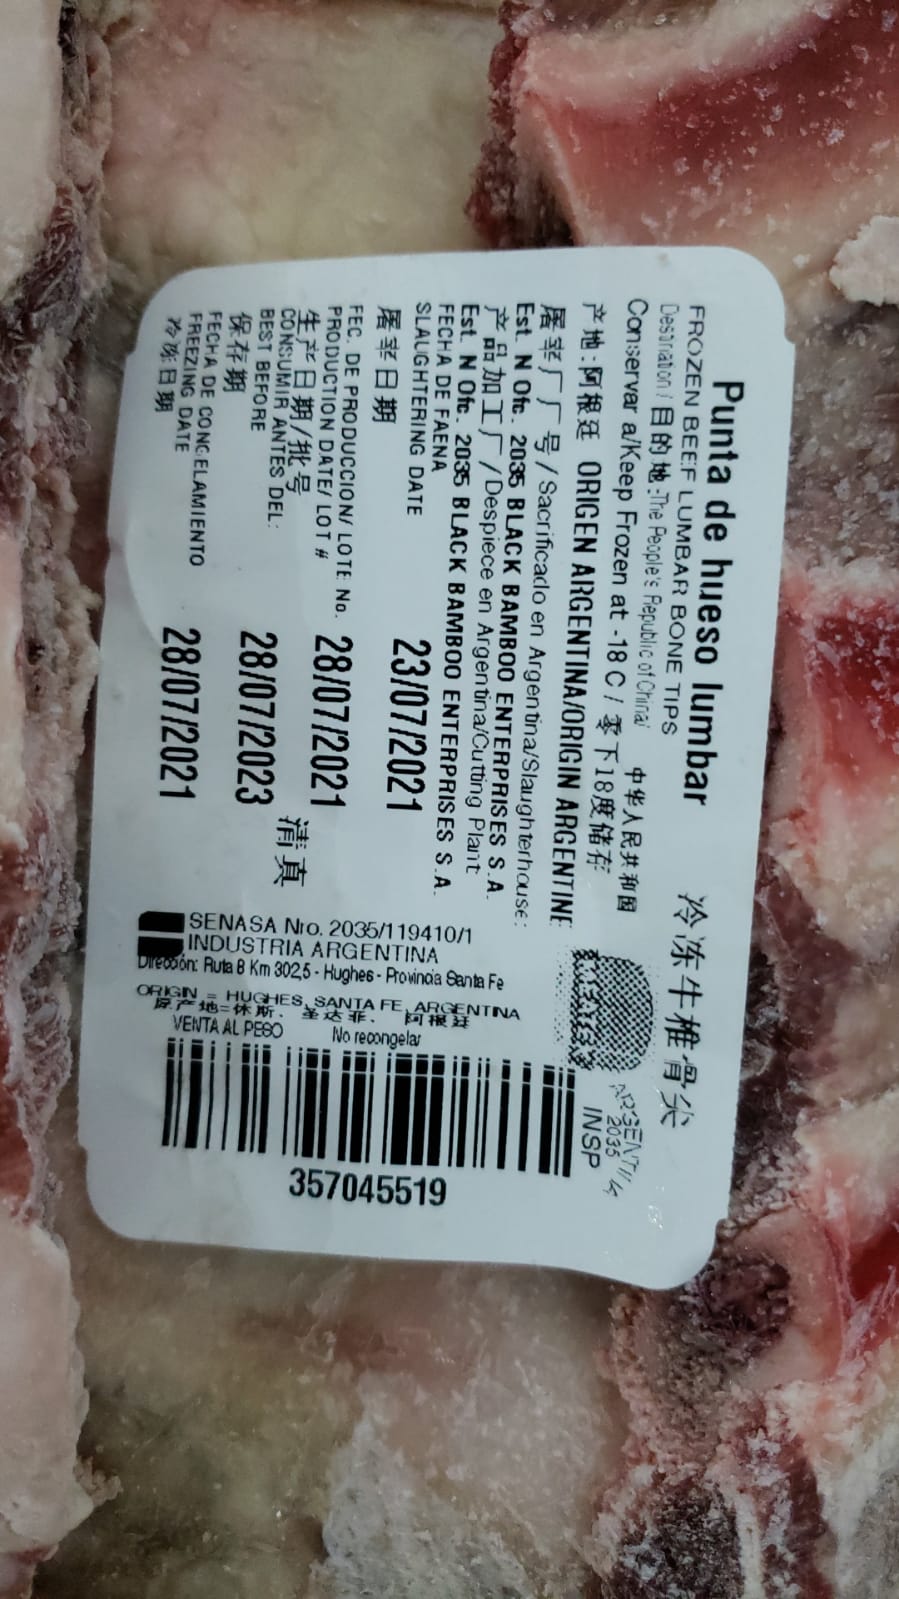 Punta de hueso lumbar 冷冻牛椎骨尖
FROZEN BEEF LUMBAR BONE TIPS
Destination / 目的地:The People's Republic of China/ 中华人民共和国
Conservar a/Keep Frozen at -18 C / 零下18度储存
产地:阿根廷 ORIGEN ARGENTINA/ORIGIN ARGENTINE
屠宰厂厂号/Sacrificado en Argentina/Slaughterhouse:
Est. N Ofc. 2035 BLACK BAMBOO ENTERPRISES S.A.
产品加工厂/Despiece en Argentina/Cutting Plant
Est. N Ofc. 2035 BLACK BAMBOO ENTERPRISES S.A.
FECHA DE FAENA
SLAUGHTERING DATE 23/07/2021
屠宰日期
FEC. DE PRODUCCION/ LOTE: No.
PRODUCTION DATE/ LOT # 28/07/2021
生产日期/批号
CONSUMIR ANTES DEL:
BEST BEFORE 28/07/2023
保存期
FECHA DE CONGELAMIENTO
FREEZING DATE 28/07/2021
冷冻日期
清真
ARGENTINA
2035
INSP
SENASA Nro. 2035/119410/1
INDUSTRIA ARGENTINA
Dirección: Ruta 8 Km 302,5 - Hughes - Provincia Santa Fe
ORIGIN = HUGHES, SANTA FE, ARGENTINA
原产地=休斯. 圣达菲. 阿根廷
VENTA AL PESO No recongelar
357045519